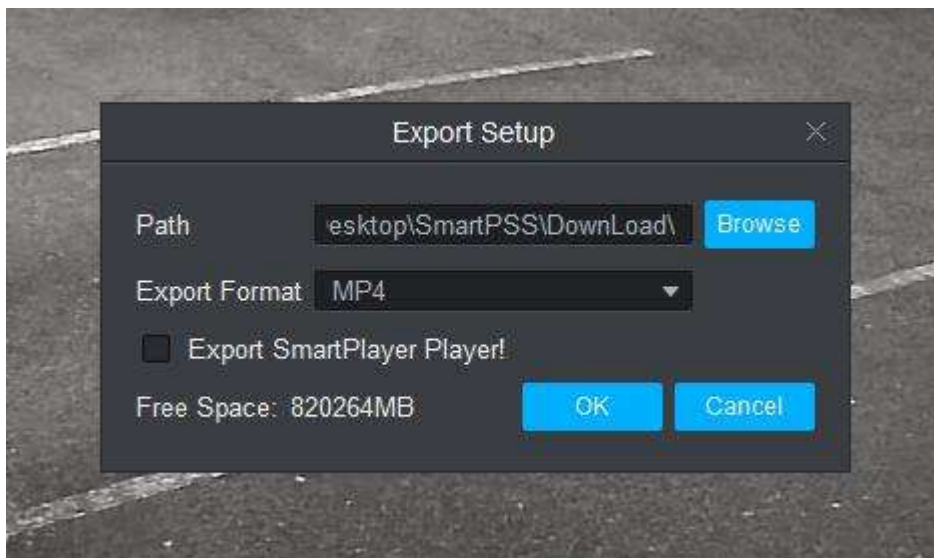 Export Setup
Path esktop\SmartPSS\DownLoad\ Browse
Export Format MP4
Export SmartPlayer Player!
Free Space: 820264MB OK Cancel